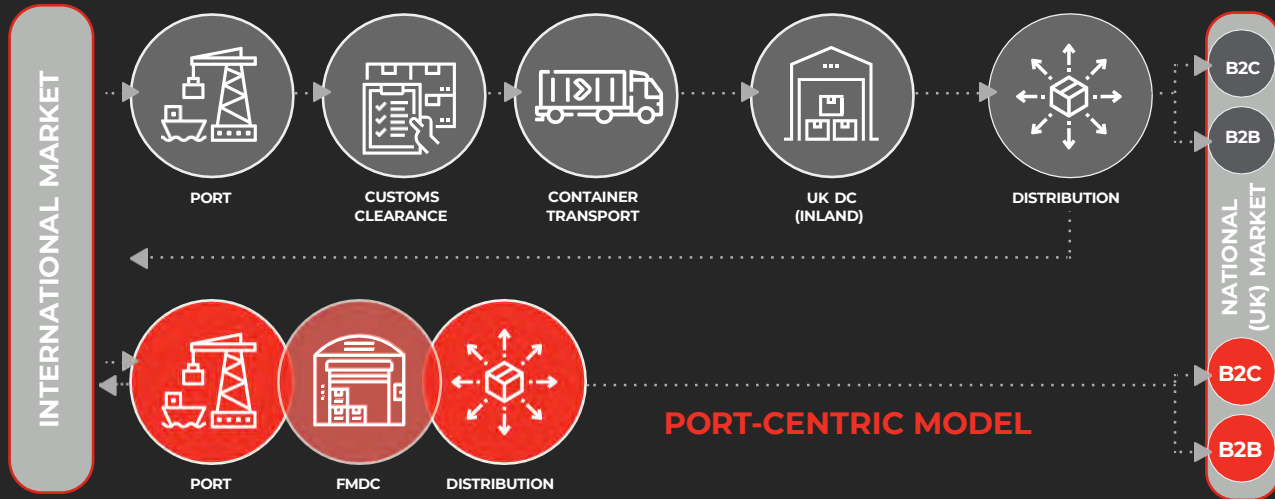 INTERNATIONAL MARKET
PORT
CUSTOMS
CLEARANCE
CONTAINER
TRANSPORT
UK DC
(INLAND)
DISTRIBUTION
B2C
B2B
NATIONAL
(UK) MARKET
PORT
FMDC
DISTRIBUTION
PORT-CENTRIC MODEL
B2C
B2B